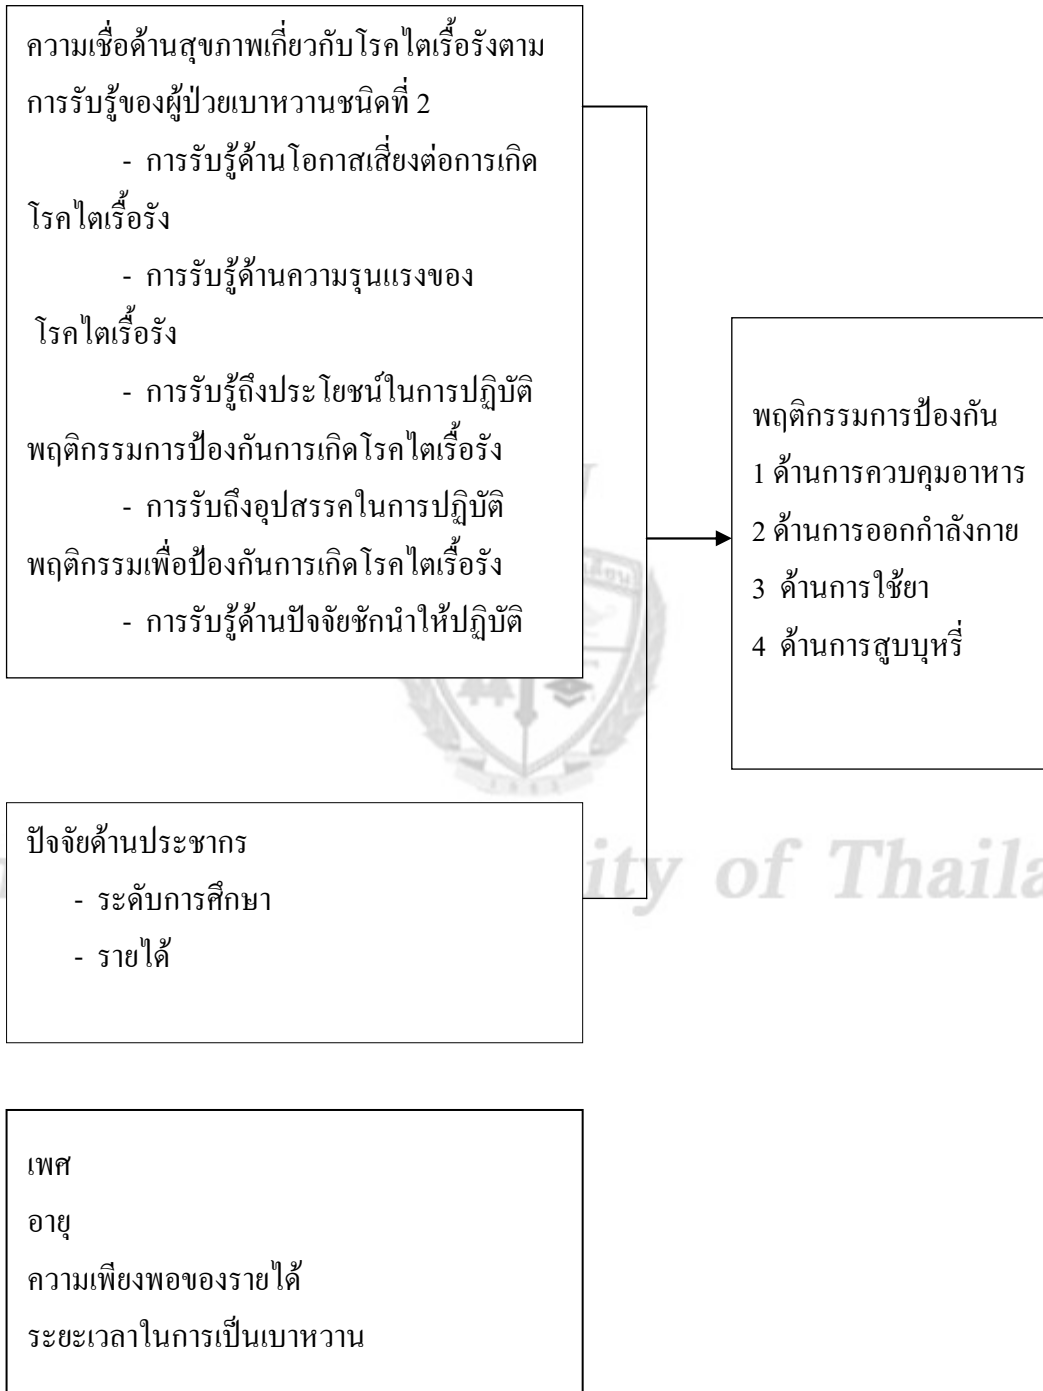 ความเชื่อด้านสุขภาพเกี่ยวกับโรคไตเรื้อรังตาม
การรับรู้ของผู้ป่วยเบาหวานชนิดที่ 2
- การรับรู้ด้านโอกาสเสี่ยงต่อการเกิด
โรคไตเรื้อรัง
- การรับรู้ด้านความรุนแรงของ
โรคไตเรื้อรัง
- การรับรู้ถึงประโยชน์ในการปฏิบัติ
พฤติกรรมการป้องกันการเกิดโรคไตเรื้อรัง
- การรับถึงอุปสรรคในการปฏิบัติ
พฤติกรรมเพื่อป้องกันการเกิดโรคไตเรื้อรัง
- การรับรู้ด้านปัจจัยชักนำให้ปฏิบัติ
พฤติกรรมการป้องกัน
1 ด้านการควบคุมอาหาร
2 ด้านการออกกำลังกาย
3 ด้านการใช้ยา
4 ด้านการสูบบุหรี่
ปัจจัยด้านประชากร
- ระดับการศึกษา
- รายได้
of
เพศ
อายุ
ความเพียงพอของรายได้
ระยะเวลาในการเป็นเบาหวาน